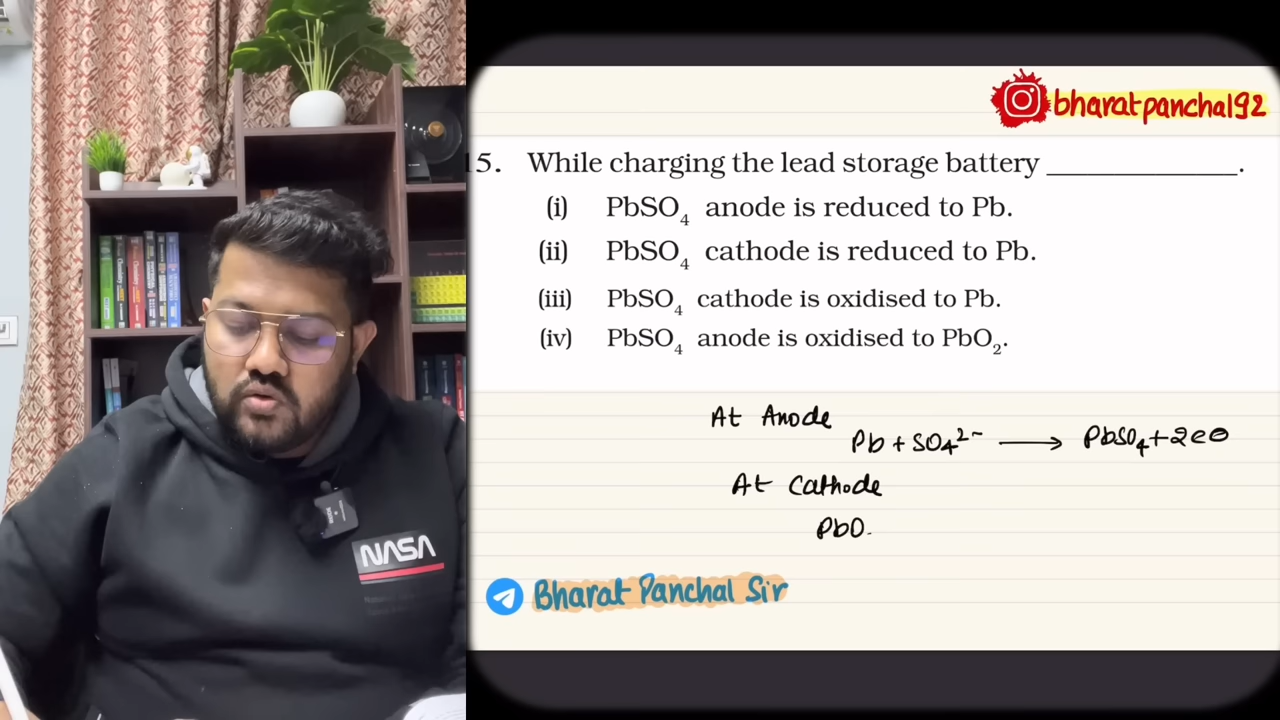 bharatpanchal92
15. While charging the lead storage battery ______________.
(i) PbSO₄ anode is reduced to Pb.
(ii) PbSO₄ cathode is reduced to Pb.
(iii) PbSO₄ cathode is oxidised to Pb.
(iv) PbSO₄ anode is oxidised to PbO₂.
At Anode
Pb + SO₄²⁻ ⟶ PbSO₄ + 2e⊖
At Cathode
PbO
Bharat Panchal Sir
NASA